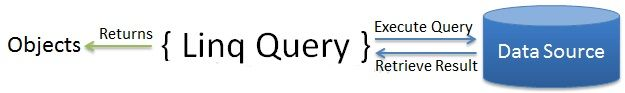 Objects
Returns
{ Linq Query }
Execute Query
Retrieve Result
Data Source